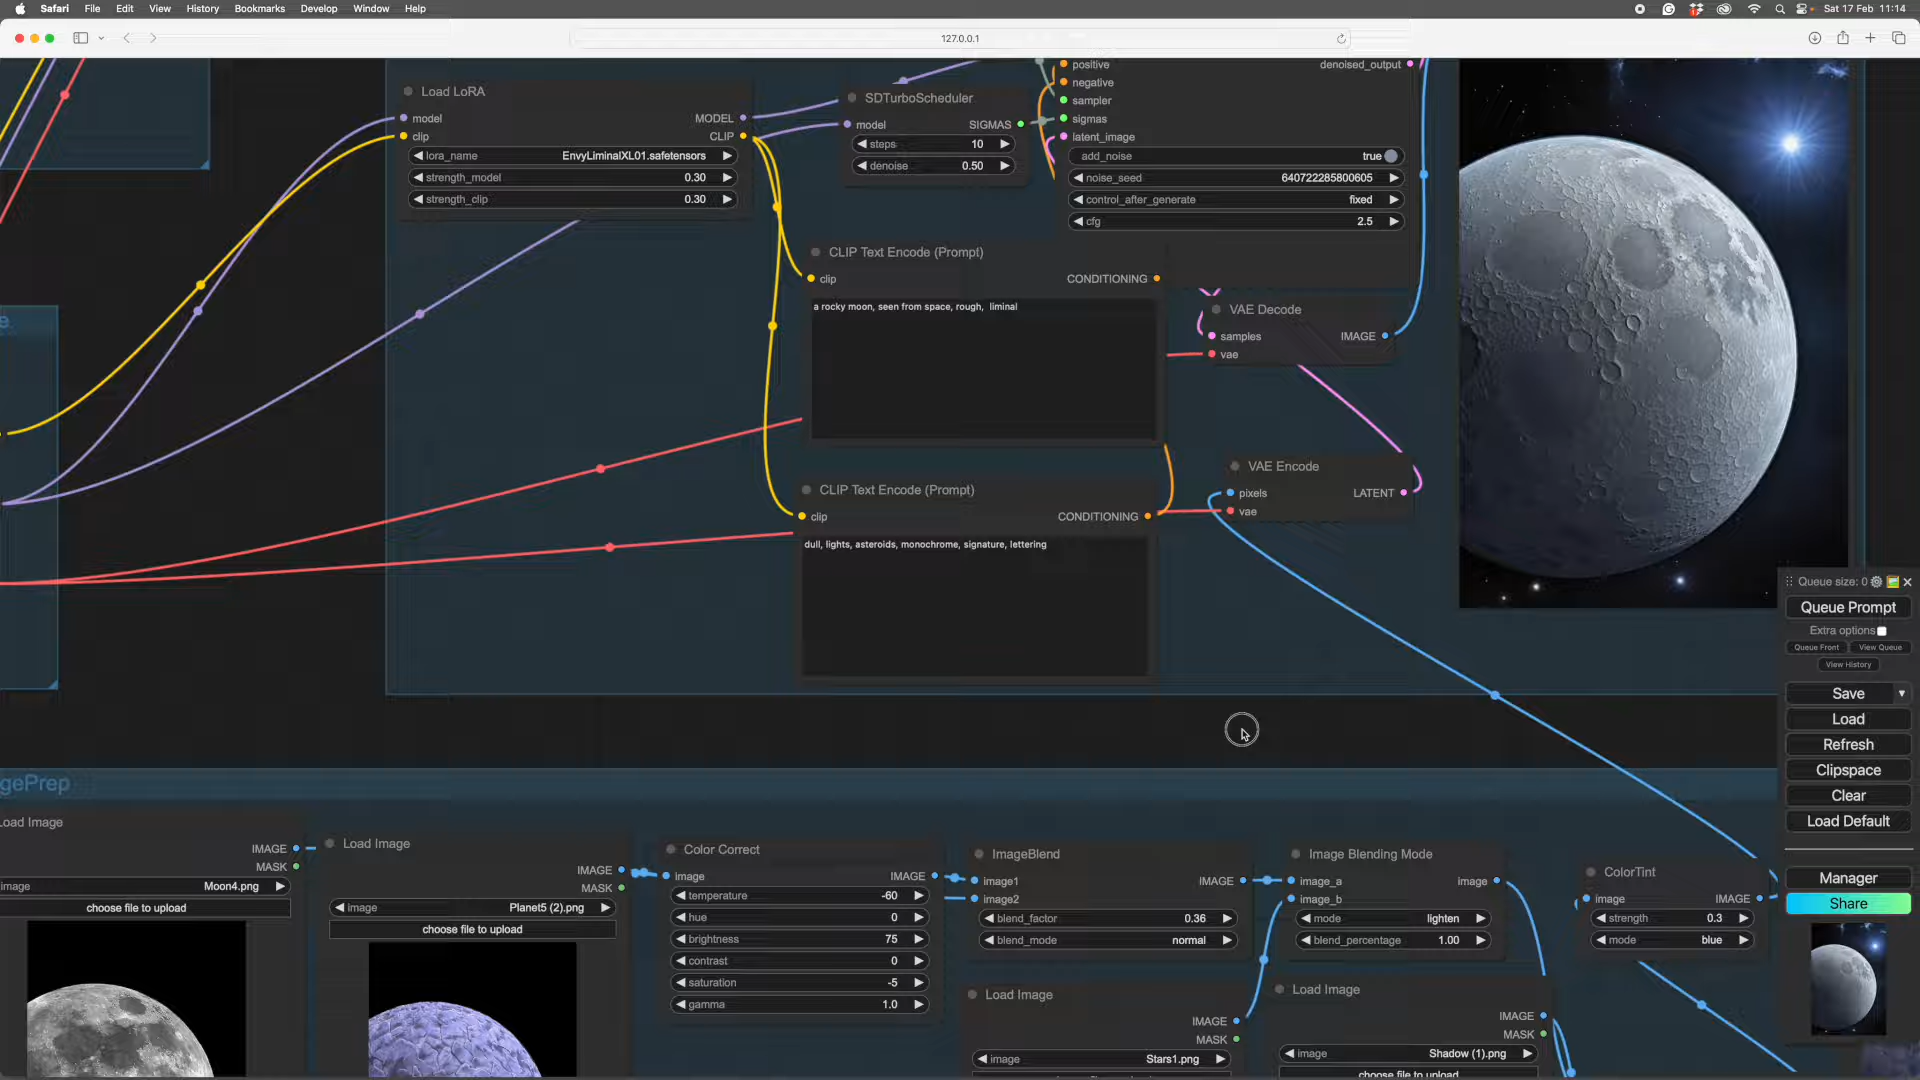 Safari File Edit View History Bookmarks Develop Window Help
Sat 17 Feb 11:14
127.0.0.1
Load LoRA
model MODEL
clip CLIP
lora_name EnvyLiminalXL01.safetensors
strength_model 0.30
strength_clip 0.30
SDTurboScheduler
model SIGMAS
steps 10
denoise 0.50
positive denoised_output
negative
sampler
sigmas
latent_image
add_noise true
noise_seed 640722285800605
control_after_generate fixed
cfg 2.5
CLIP Text Encode (Prompt)
clip CONDITIONING
a rocky moon, seen from space, rough, liminal
VAE Decode
samples IMAGE
vae
VAE Encode
pixels LATENT
vae
CLIP Text Encode (Prompt)
clip CONDITIONING
dull, lights, asteroids, monochrome, signature, lettering
Queue size: 0
Queue Prompt
Extra options
Queue Front View Queue
View History
Save
Load
Refresh
Clipspace
Clear
Load Default
Manager
Share
gePrep
Load Image
IMAGE
MASK
image Moon4.png
choose file to upload
Load Image
IMAGE
MASK
image Planet5 (2).png
choose file to upload
Color Correct
image IMAGE
temperature -60
hue 0
brightness 75
contrast 0
saturation -5
gamma 1.0
ImageBlend
image1 IMAGE
image2
blend_factor 0.36
blend_mode normal
Load Image
IMAGE
MASK
image Stars1.png
Image Blending Mode
image_a image
image_b
mode lighten
blend_percentage 1.00
Load Image
IMAGE
MASK
image Shadow (1).png
choose file to upload
ColorTint
image IMAGE
strength 0.3
mode blue